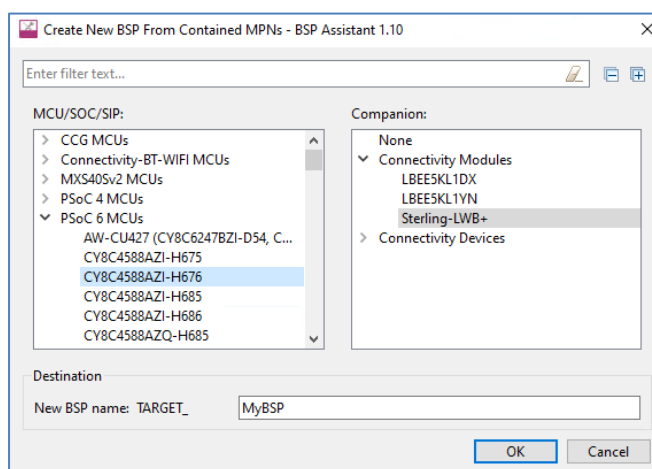 Create New BSP From Contained MPNs - BSP Assistant 1.10
Enter filter text...
MCU/SOC/SIP:
CCG MCUs
Connectivity-BT-WIFI MCUs
MXS40Sv2 MCUs
PSoC 4 MCUs
PSoC 6 MCUs
AW-CU427 (CY8C6247BZI-D54, C...
CY8C4588AZI-H675
CY8C4588AZI-H676
CY8C4588AZI-H685
CY8C4588AZI-H686
CY8C4588AZQ-H685
Companion:
None
Connectivity Modules
LBEE5KL1DX
LBEE5KL1YN
Sterling-LWB+
Connectivity Devices
Destination
New BSP name: TARGET_ MyBSP
OK Cancel